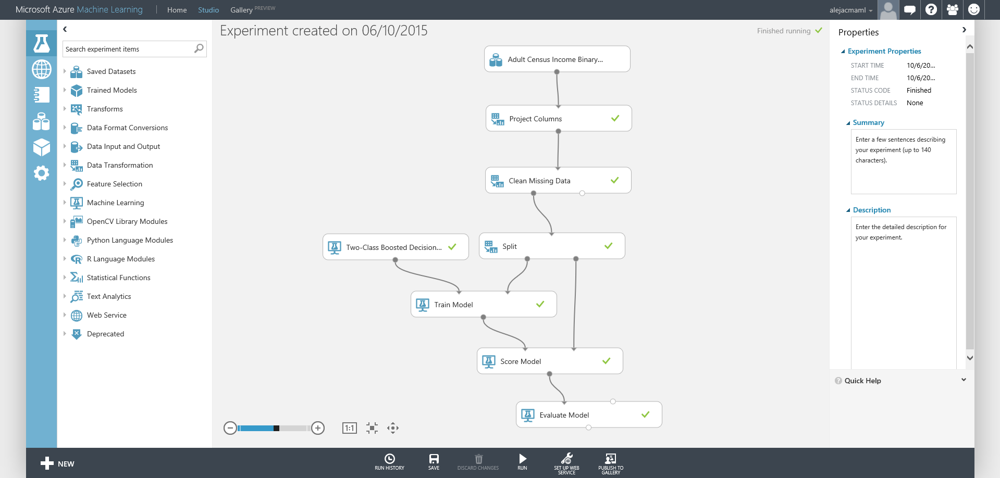 Microsoft Azure Machine Learning
Home
Studio
Gallery PREVIEW
alejacmaml
Search experiment items
Saved Datasets
Trained Models
Transforms
Data Format Conversions
Data Input and Output
Data Transformation
Feature Selection
Machine Learning
OpenCV Library Modules
Python Language Modules
R Language Modules
Statistical Functions
Text Analytics
Web Service
Deprecated
Experiment created on 06/10/2015
Finished running
Adult Census Income Binary...
Project Columns
Clean Missing Data
Two-Class Boosted Decision...
Split
Train Model
Score Model
Evaluate Model
1:1
Properties
Experiment Properties
START TIME 10/6/20...
END TIME 10/6/20...
STATUS CODE Finished
STATUS DETAILS None
Summary
Enter a few sentences describing
your experiment (up to 140
characters).
Description
Enter the detailed description for
your experiment.
Quick Help
NEW
RUN HISTORY
SAVE
DISCARD CHANGES
RUN
SET UP WEB
SERVICE
PUBLISH TO
GALLERY